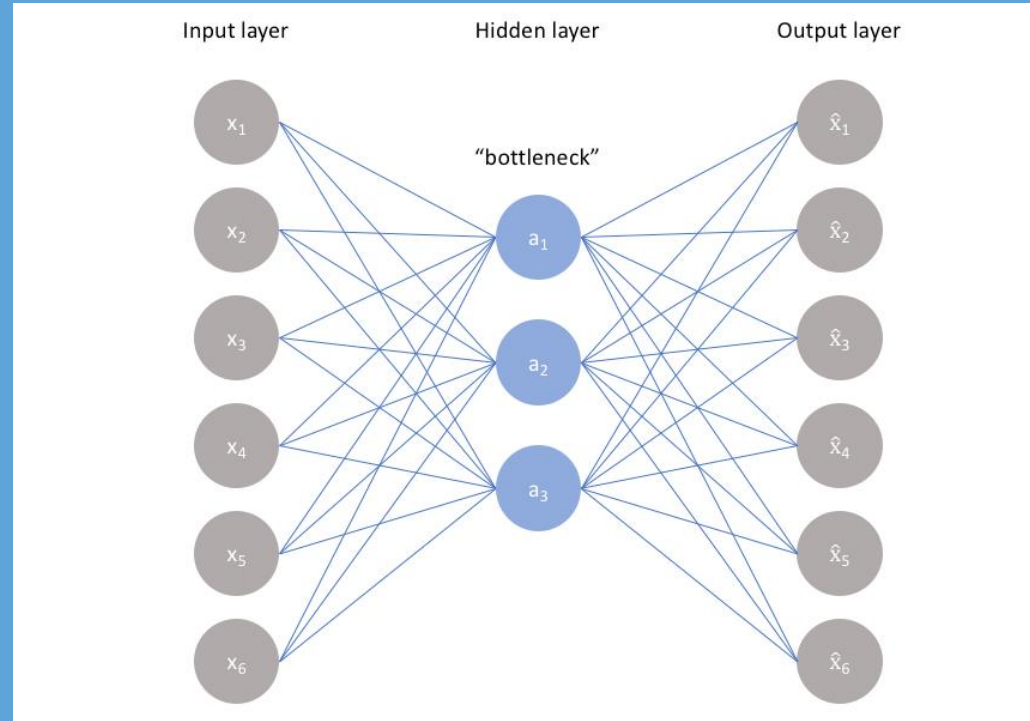 Input layer
Hidden layer
Output layer
"bottleneck"
x₁
x₂
x₃
x₄
x₅
x₆
a₁
a₂
a₃
x̂₁
x̂₂
x̂₃
x̂₄
x̂₅
x̂₆